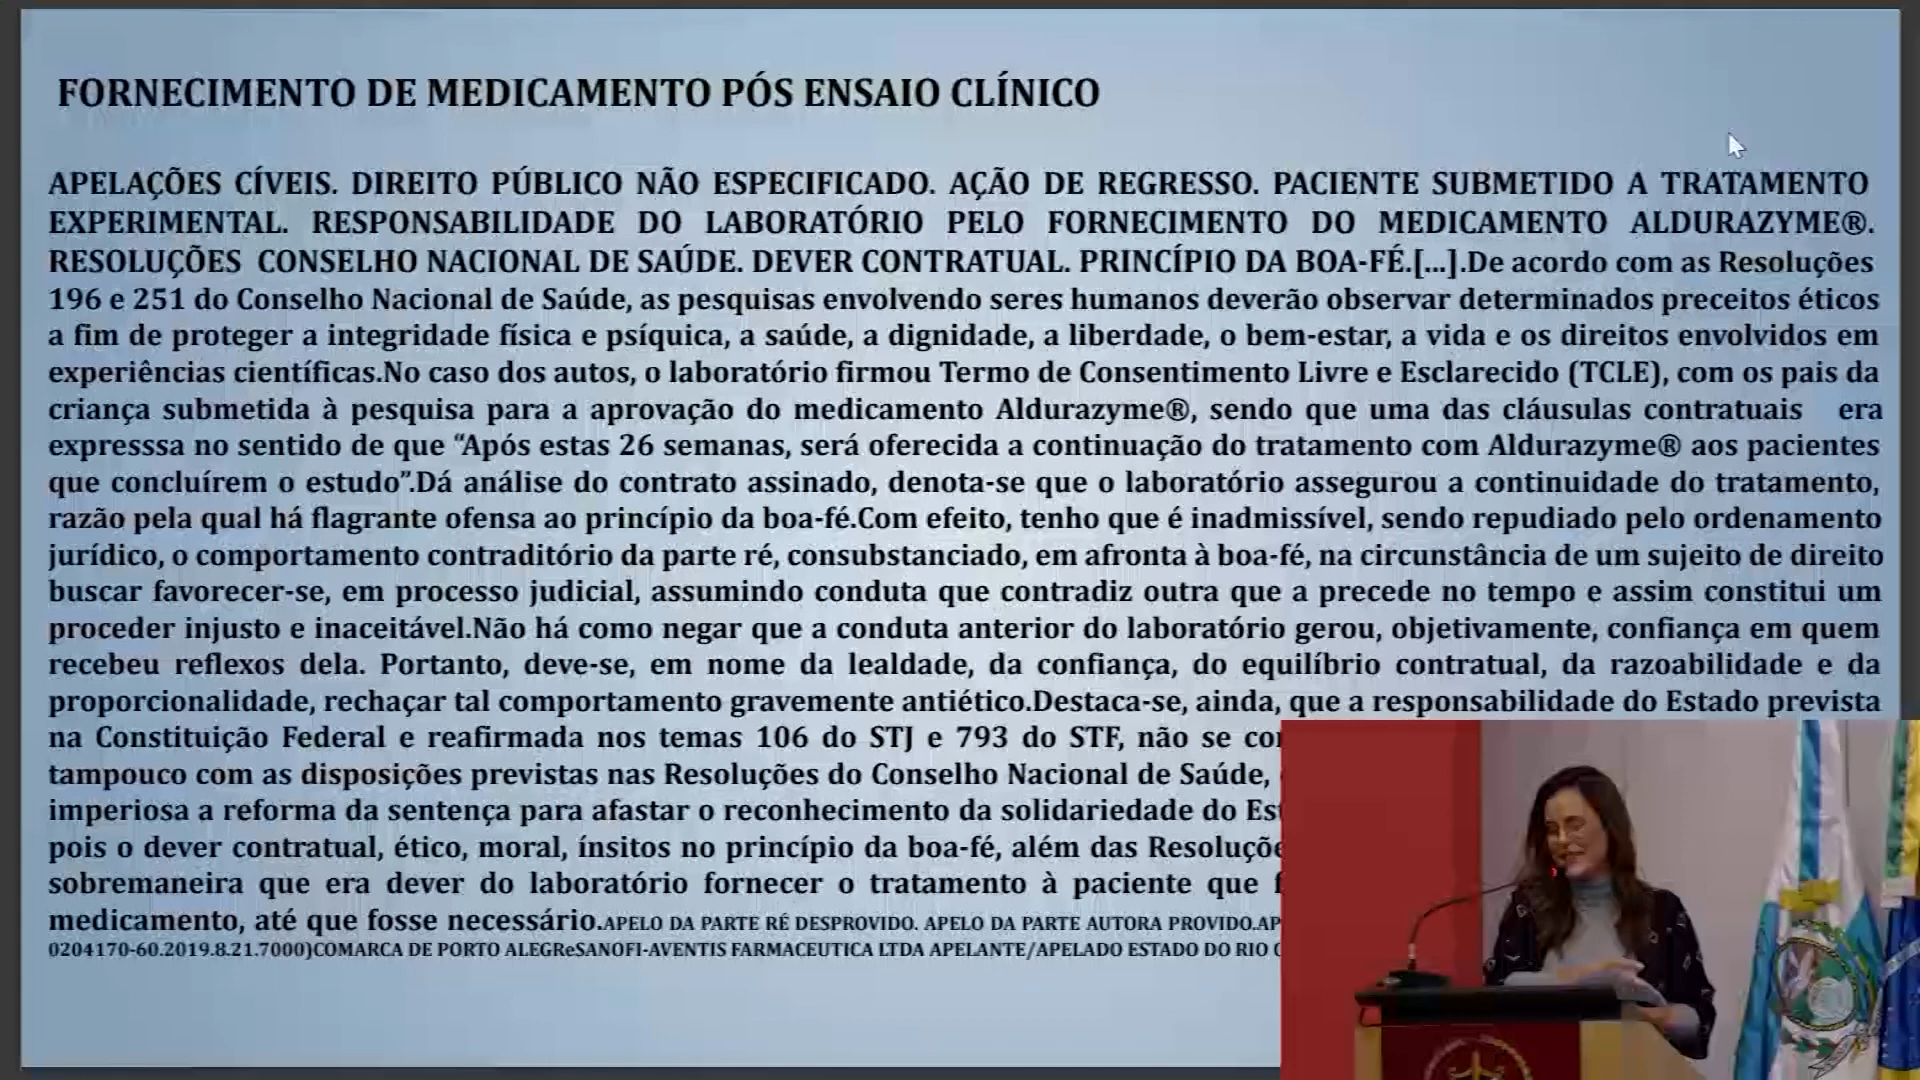 FORNECIMENTO DE MEDICAMENTO PÓS ENSAIO CLÍNICO
APELAÇÕES CÍVEIS. DIREITO PÚBLICO NÃO ESPECIFICADO. AÇÃO DE REGRESSO. PACIENTE SUBMETIDO A TRATAMENTO
EXPERIMENTAL. RESPONSABILIDADE DO LABORATÓRIO PELO FORNECIMENTO DO MEDICAMENTO ALDURAZYME®.
RESOLUÇÕES CONSELHO NACIONAL DE SAÚDE. DEVER CONTRATUAL. PRINCÍPIO DA BOA-FÉ.[...].De acordo com as Resoluções
196 e 251 do Conselho Nacional de Saúde, as pesquisas envolvendo seres humanos deverão observar determinados preceitos éticos
a fim de proteger a integridade física e psíquica, a saúde, a dignidade, a liberdade, o bem-estar, a vida e os direitos envolvidos em
experiências científicas.No caso dos autos, o laboratório firmou Termo de Consentimento Livre e Esclarecido (TCLE), com os pais da
criança submetida à pesquisa para a aprovação do medicamento Aldurazyme®, sendo que uma das cláusulas contratuais era
expresssa no sentido de que “Após estas 26 semanas, será oferecida a continuação do tratamento com Aldurazyme® aos pacientes
que concluírem o estudo”.Dá análise do contrato assinado, denota-se que o laboratório assegurou a continuidade do tratamento,
razão pela qual há flagrante ofensa ao princípio da boa-fé.Com efeito, tenho que é inadmissível, sendo repudiado pelo ordenamento
jurídico, o comportamento contraditório da parte ré, consubstanciado, em afronta à boa-fé, na circunstância de um sujeito de direito
buscar favorecer-se, em processo judicial, assumindo conduta que contradiz outra que a precede no tempo e assim constitui um
proceder injusto e inaceitável.Não há como negar que a conduta anterior do laboratório gerou, objetivamente, confiança em quem
recebeu reflexos dela. Portanto, deve-se, em nome da lealdade, da confiança, do equilíbrio contratual, da razoabilidade e da
proporcionalidade, rechaçar tal comportamento gravemente antiético.Destaca-se, ainda, que a responsabilidade do Estado prevista
na Constituição Federal e reafirmada nos temas 106 do STJ e 793 do STF, não se
tampouco com as disposições previstas nas Resoluções do Conselho Nacional de Saúde,
imperiosa a reforma da sentença para afastar o reconhecimento da solidariedade do
pois o dever contratual, ético, moral, ínsitos no princípio da boa-fé, além das
sobremaneira que era dever do laboratório fornecer o tratamento à paciente que
medicamento, até que fosse necessário.APELO DA PARTE RÉ DESPROVIDO. APELO DA PARTE AUTORA PROVIDO.
0204170-60.2019.8.21.7000)COMARCA DE PORTO ALEGReSANOFI-AVENTIS FARMACEUTICA LTDA APELANTE/APELADO ESTADO DO RIO